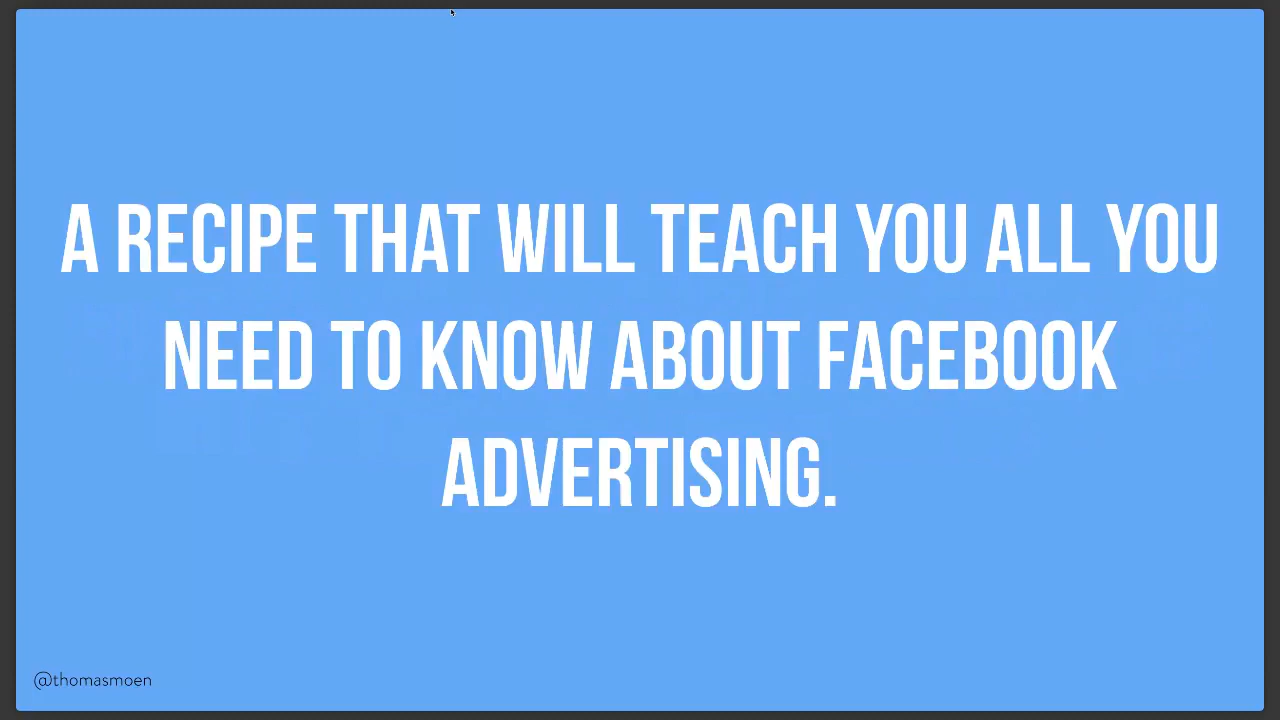 A RECIPE THAT WILL TEACH YOU ALL YOU
NEED TO KNOW ABOUT FACEBOOK
ADVERTISING.
@thomasmoen